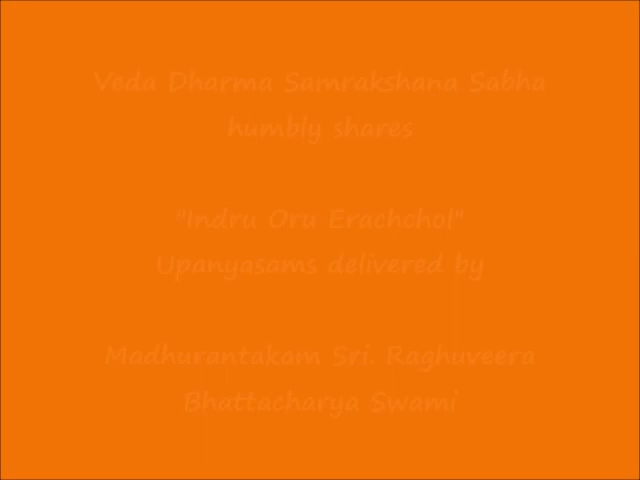 Veda Dharma Samrakshana Sabha
humbly shares
"Indru Oru Erachchol"
Upanyasams delivered by
Madhurantakam Sri. Raghuveera
Bhattacharya Swami